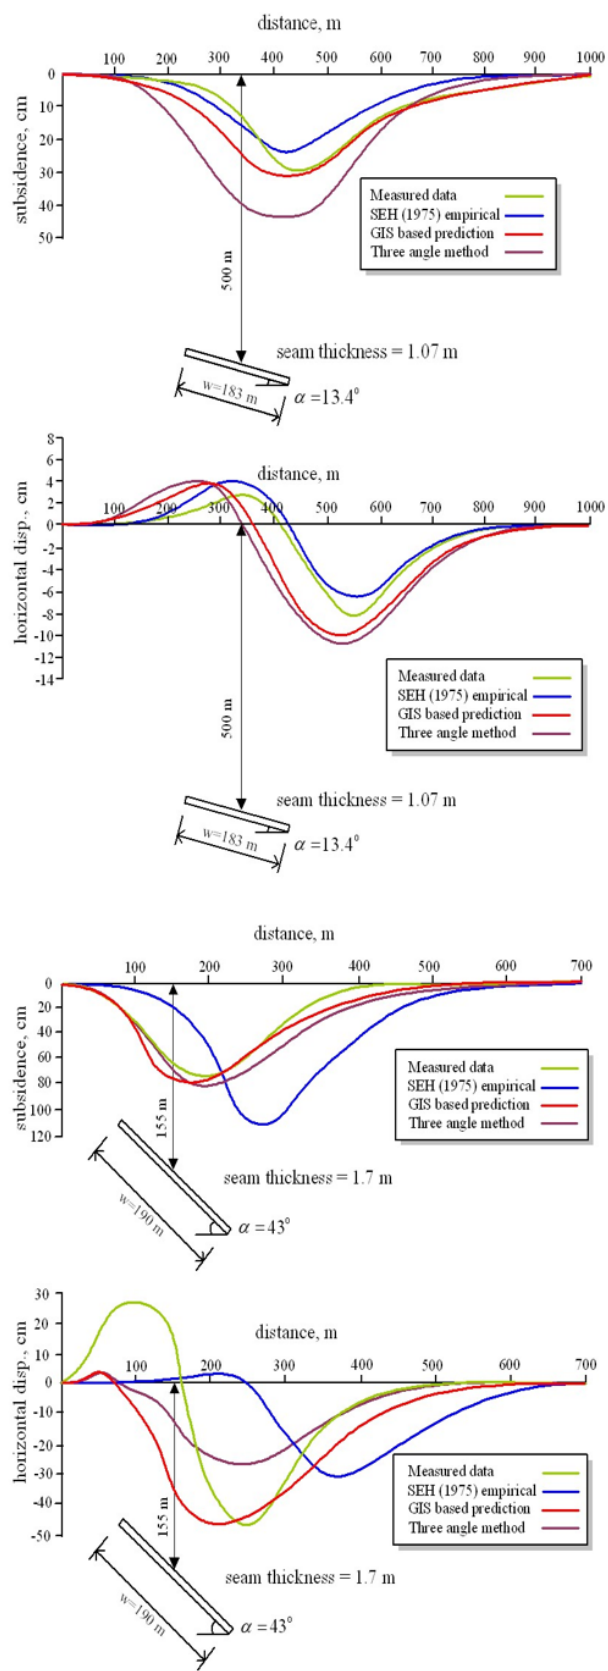 distance, m
0 100 200 300 400 500 600 700 800 900 1000
10
20
30
40
50
subsidence, cm
Measured data
SEH (1975) empirical
GIS based prediction
Three angle method
500 m
seam thickness = 1.07 m
w=183 m
α =13.4°
8
6
4
2
0
-2
-4
-6
-8
-10
-12
-14
horizontal disp., cm
distance, m
100 200 300 400 500 600 700 800 900 1000
Measured data
SEH (1975) empirical
GIS based prediction
Three angle method
500 m
seam thickness = 1.07 m
w=183 m
α =13.4°
distance, m
0 100 200 300 400 500 600 700
20
40
60
80
100
120
subsidence, cm
Measured data
SEH (1975) empirical
GIS based prediction
Three angle method
155 m
seam thickness = 1.7 m
w=190 m
α = 43°
30
20
10
0
-10
-20
-30
-40
-50
horizontal disp., cm
distance, m
100 200 300 400 500 600 700
Measured data
SEH (1975) empirical
GIS based prediction
Three angle method
155 m
seam thickness = 1.7 m
w=190 m
α = 43°